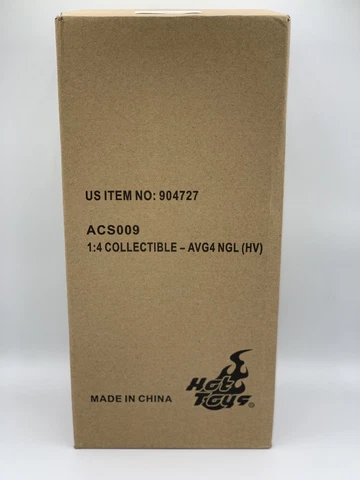 US ITEM NO: 904727
ACS009
1:4 COLLECTIBLE – AVG4 NGL (HV)
MADE IN CHINA
Hot
Toys®